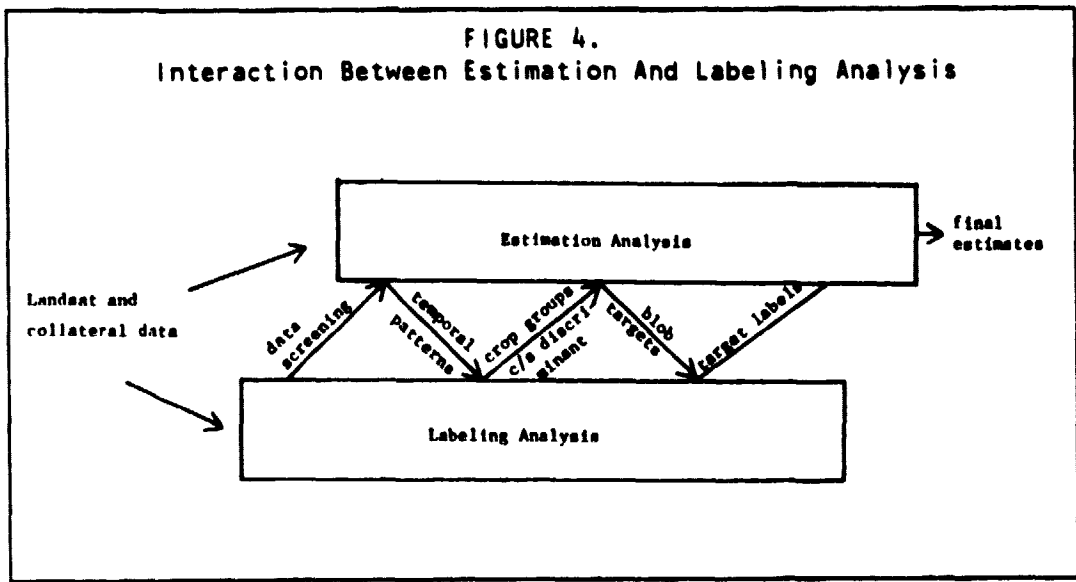 FIGURE 4.
Interaction Between Estimation And Labeling Analysis
Estimation Analysis
final
estimates
Landsat and
collateral data
data
screening
temporal
patterns
crop groups
c/s discri
minant
blob
targets
target labels
Labeling Analysis